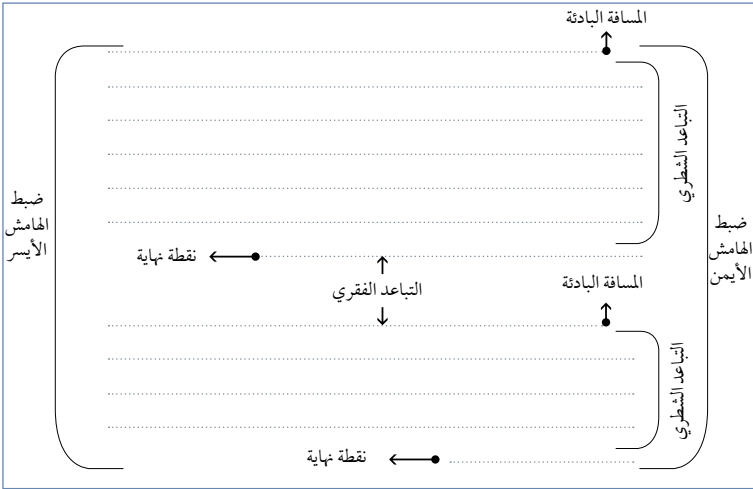 المسافة البادئة
التباعد الشطري
ضبط
الهامش
الأيمن
ضبط
الهامش
الأيسر
نقطة نهاية
التباعد الفقري
المسافة البادئة
التباعد الشطري
نقطة نهاية